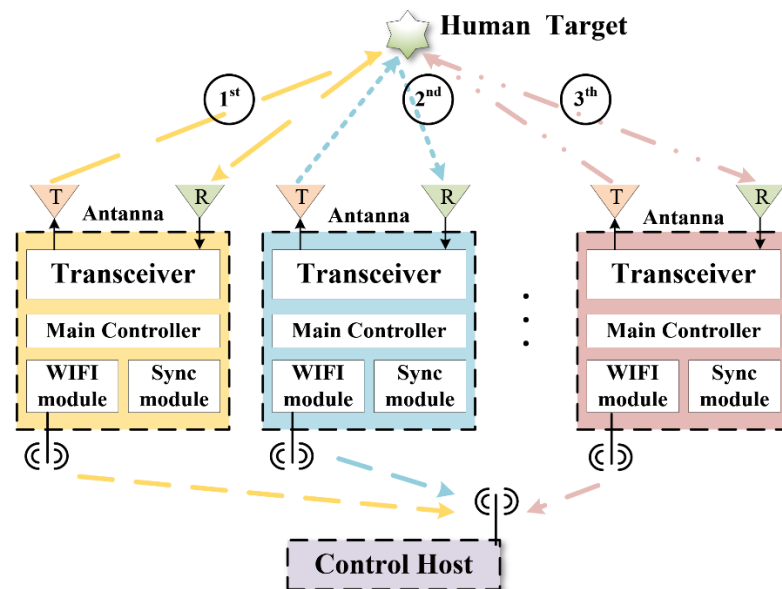 Human Target
1st
2nd
3th
T
R
T
R
T
R
Antanna
Antanna
Antanna
Transceiver
Transceiver
Transceiver
Main Controller
Main Controller
Main Controller
WIFI
module
Sync
module
WIFI
module
Sync
module
WIFI
module
Sync
module
Control Host